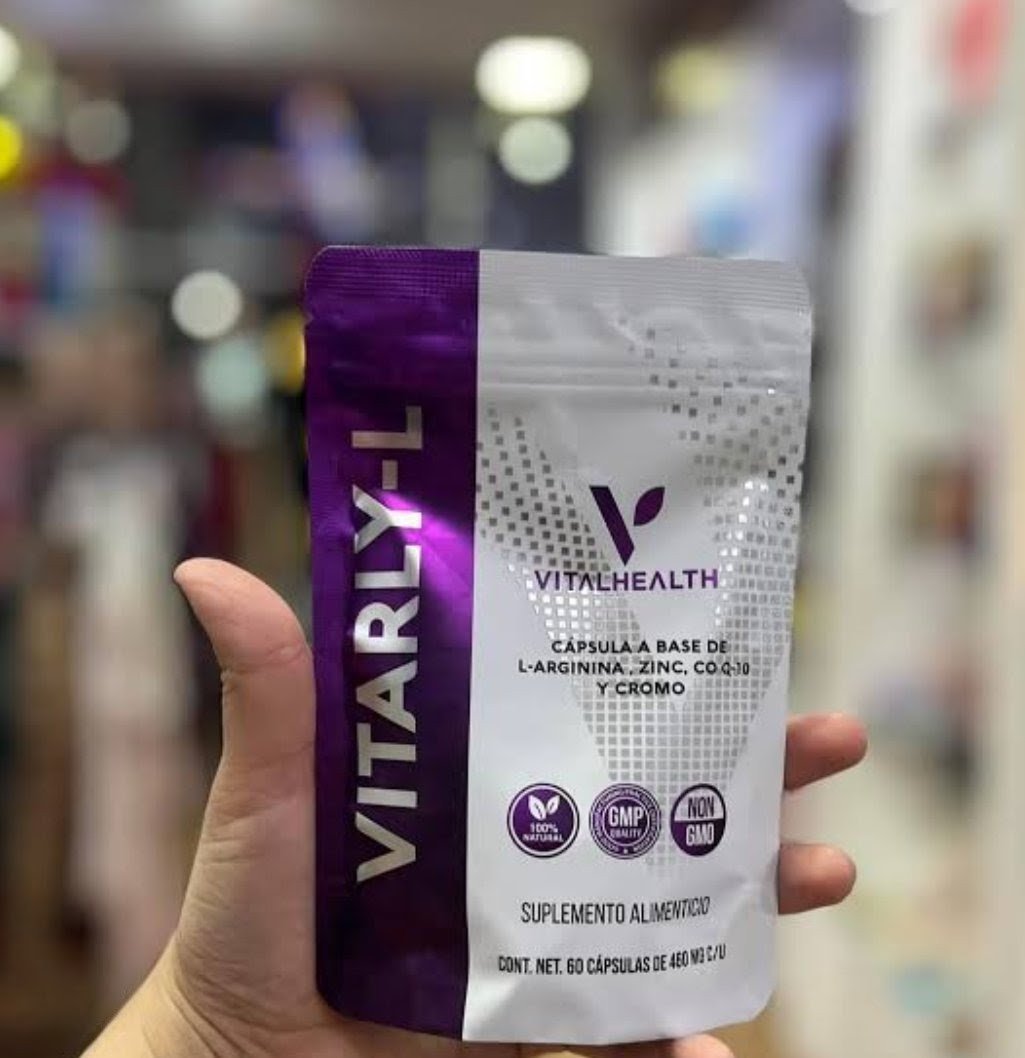 VITARLY-L
VITALHEALTH
CÁPSULA A BASE DE
L-ARGININA , ZINC, CO Q-10
Y CROMO
100%
NATURAL
GMP
QUALITY
NON
GMO
SUPLEMENTO ALIMENTICIO
CONT. NET. 60 CÁPSULAS DE 460 MG C/U